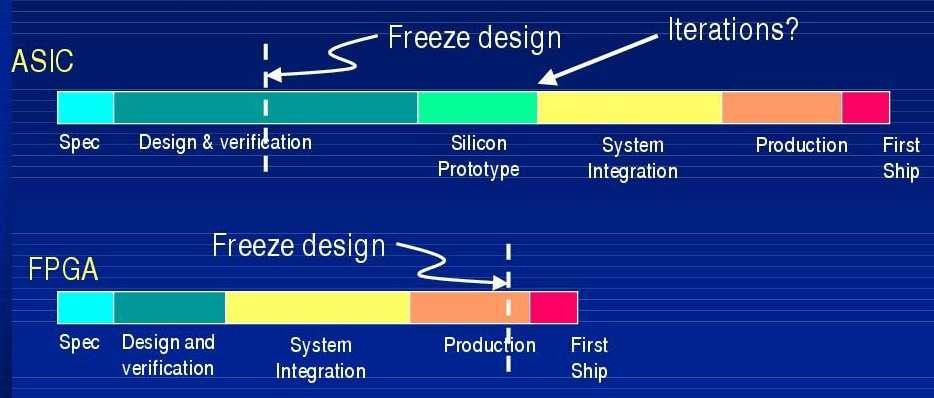 Freeze design
Iterations?
ASIC
Spec
Design & verification
Silicon
Prototype
System
Integration
Production
First
Ship
Freeze design
FPGA
Spec
Design and
verification
System
Integration
Production
First
Ship